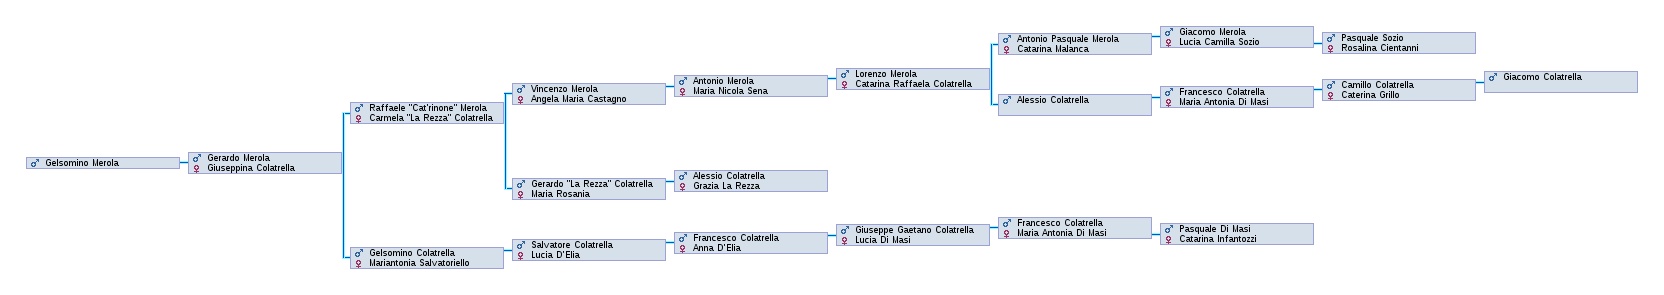 Gelsomino Merola
Gerardo Merola
Giuseppina Colatrella
Raffaele "Cat'rinone" Merola
Carmela "La Rezza" Colatrella
Vincenzo Merola
Angela Maria Castagno
Antonio Merola
Maria Nicola Sena
Lorenzo Merola
Catarina Raffaela Colatrella
Antonio Pasquale Merola
Catarina Malanca
Giacomo Merola
Lucia Camilla Sozio
Pasquale Sozio
Rosalina Cientanni
Alessio Colatrella
Francesco Colatrella
Maria Antonia Di Masi
Camillo Colatrella
Caterina Grillo
Giacomo Colatrella
Gerardo "La Rezza" Colatrella
Maria Rosania
Alessio Colatrella
Grazia La Rezza
Gelsomino Colatrella
Mariantonia Salvatoriello
Salvatore Colatrella
Lucia D'Elia
Francesco Colatrella
Anna D'Elia
Giuseppe Gaetano Colatrella
Lucia Di Masi
Francesco Colatrella
Maria Antonia Di Masi
Pasquale Di Masi
Catarina Infantozzi